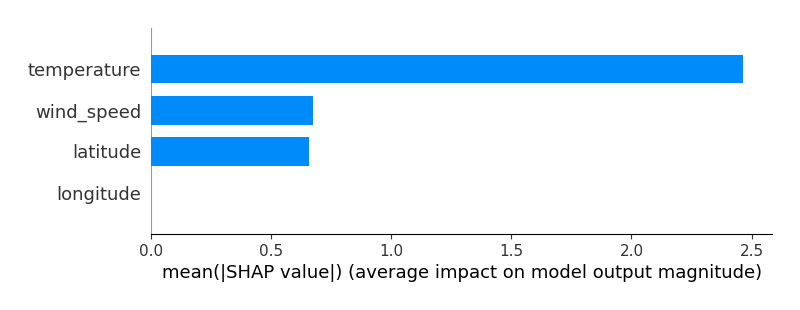 temperature
wind_speed
latitude
longitude
0.0 0.5 1.0 1.5 2.0 2.5
mean(|SHAP value|) (average impact on model output magnitude)